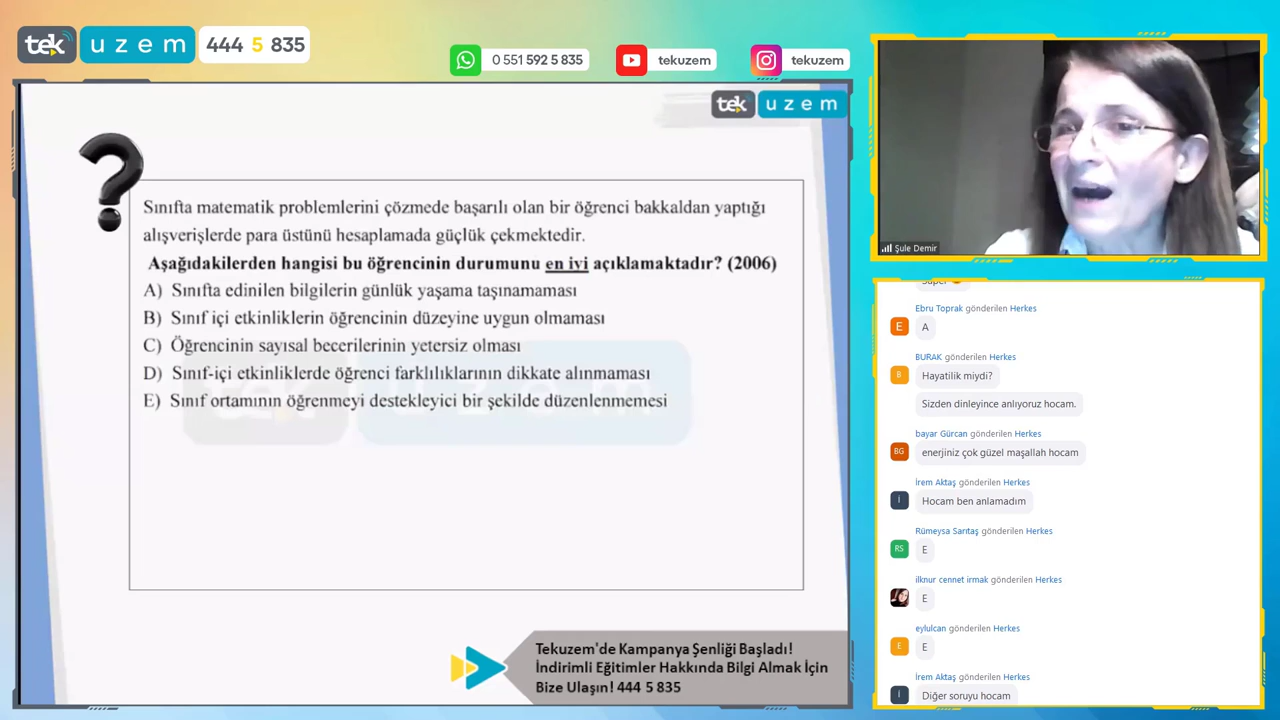 tek uzem 444 5 835
0 551 592 5 835
tekuzem
tekuzem
tek uzem
Sınıfta matematik problemlerini çözmede başarılı olan bir öğrenci bakkaldan yaptığı
alışverişlerde para üstünü hesaplamada güçlük çekmektedir.
Aşağıdakilerden hangisi bu öğrencinin durumunu en iyi açıklamaktadır? (2006)
A) Sınıfta edinilen bilgilerin günlük yaşama taşınamaması
B) Sınıf içi etkinliklerin öğrencinin düzeyine uygun olmaması
C) Öğrencinin sayısal becerilerinin yetersiz olması
D) Sınıf-içi etkinliklerde öğrenci farklılıklarının dikkate alınmaması
E) Sınıf ortamının öğrenmeyi destekleyici bir şekilde düzenlenmemesi
tek uzem
Tekuzem'de Kampanya Şenliği Başladı!
İndirimli Eğitimler Hakkında Bilgi Almak İçin
Bize Ulaşın! 444 5 835
Şule Demir
Süper
Ebru Toprak gönderilen Herkes
E
A
BURAK gönderilen Herkes
B
Hayatilik miydi?
Sizden dinleyince anlıyoruz hocam.
bayar Gürcan gönderilen Herkes
BG
enerjiniz çok güzel maşallah hocam
İrem Aktaş gönderilen Herkes
İ
Hocam ben anlamadım
Rümeysa Sarıtaş gönderilen Herkes
RS
E
ilknur cennet irmak gönderilen Herkes
E
eylulcan gönderilen Herkes
E
E
İrem Aktaş gönderilen Herkes
İ
Diğer soruyu hocam